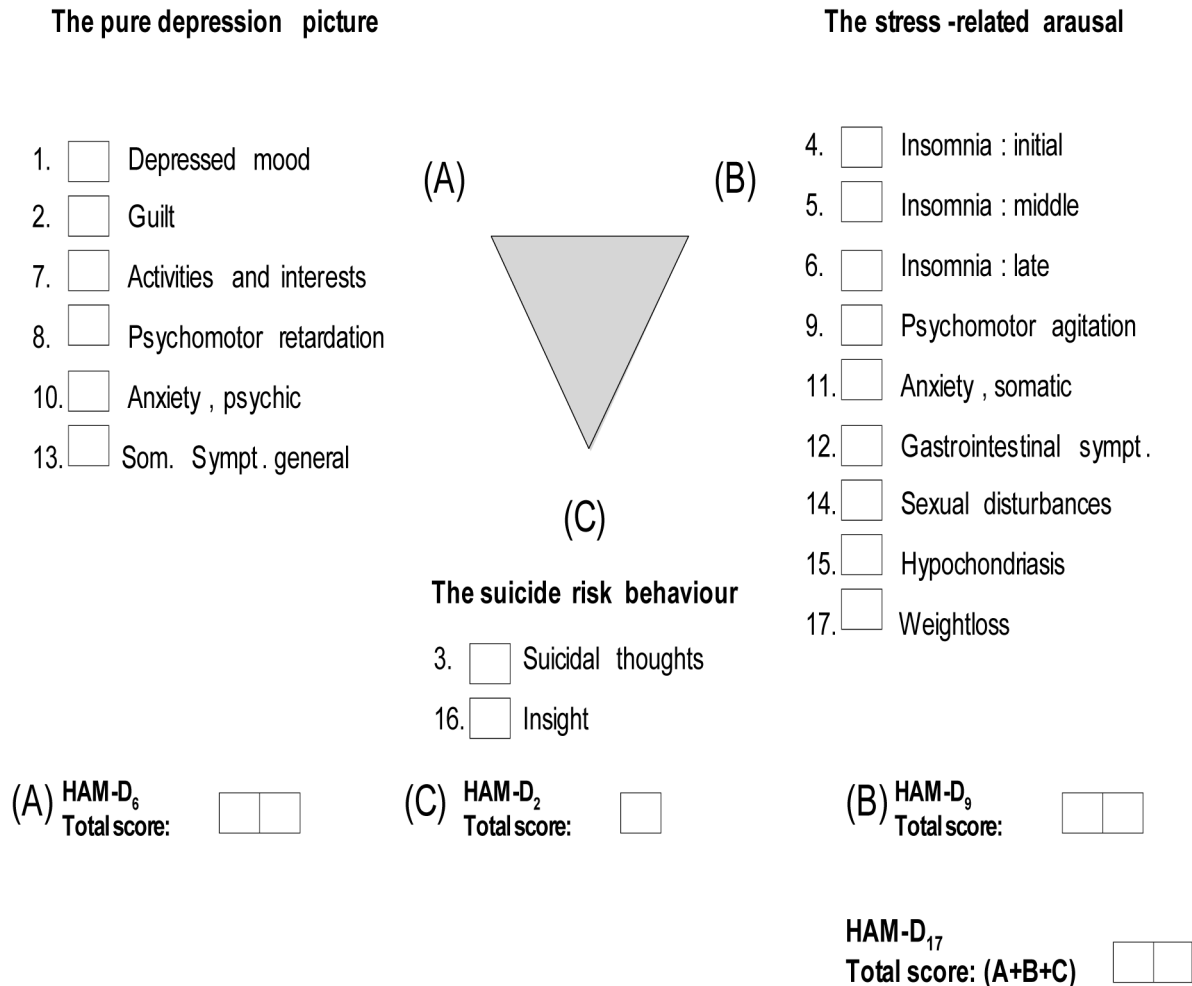 The pure depression picture
The stress -related arausal
1. Depressed mood
2. Guilt
7. Activities and interests
8. Psychomotor retardation
10. Anxiety , psychic
13. Som. Sympt . general
(A)
(B)
4. Insomnia : initial
5. Insomnia : middle
6. Insomnia : late
9. Psychomotor agitation
11. Anxiety , somatic
12. Gastrointestinal sympt .
14. Sexual disturbances
15. Hypochondriasis
17. Weightloss
(C)
The suicide risk behaviour
3. Suicidal thoughts
16. Insight
(A) HAM-D6
Total score:
(C) HAM-D2
Total score:
(B) HAM-D9
Total score:
HAM-D17
Total score: (A+B+C)